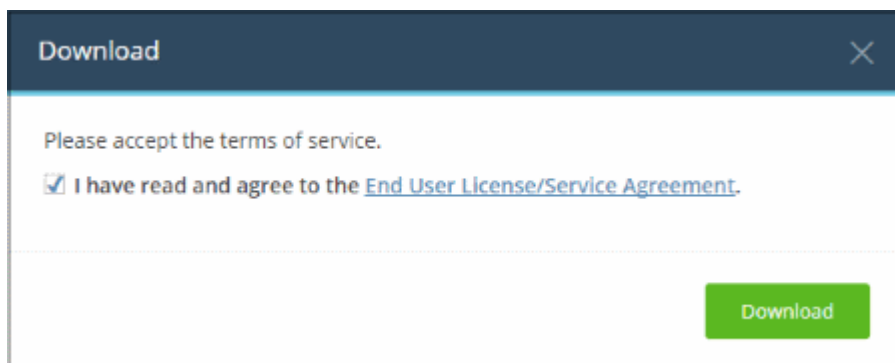 Download
Please accept the terms of service.
I have read and agree to the End User License/Service Agreement.
Download